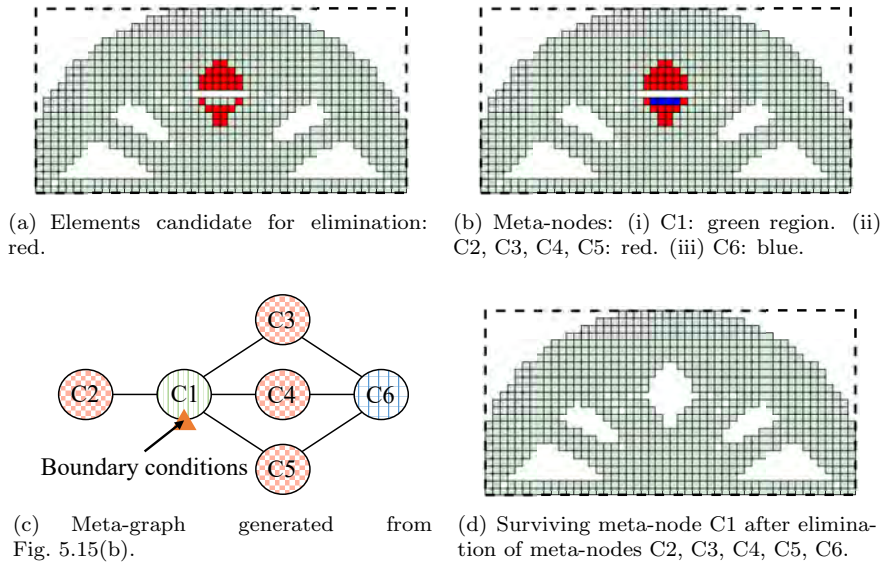 (a) Elements candidate for elimination:
red.
(b) Meta-nodes: (i) C1: green region. (ii)
C2, C3, C4, C5: red. (iii) C6: blue.
C3
C2
C1
C4
C6
C5
Boundary conditions
(c) Meta-graph generated from
Fig. 5.15(b).
(d) Surviving meta-node C1 after elimina-
tion of meta-nodes C2, C3, C4, C5, C6.